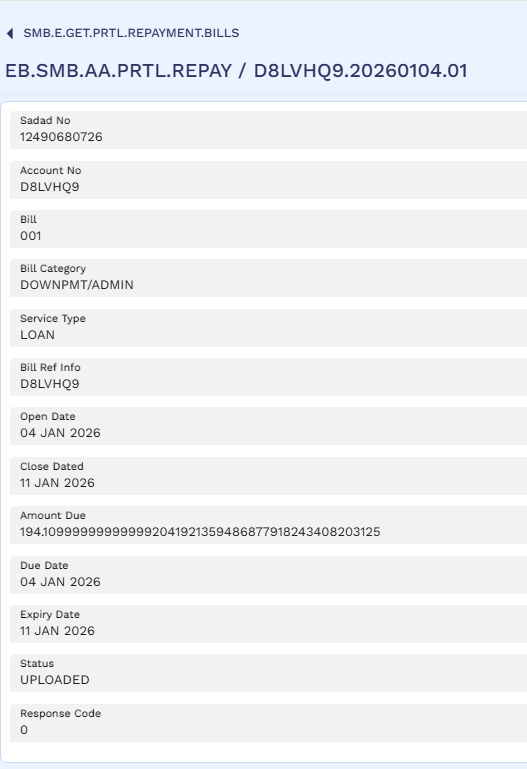 SMB.E.GET.PRTL.REPAYMENT.BILLS
EB.SMB.AA.PRTL.REPAY / D8LVHQ9.20260104.01
Sadad No
12490680726
Account No
D8LVHQ9
Bill
001
Bill Category
DOWNPMT/ADMIN
Service Type
LOAN
Bill Ref Info
D8LVHQ9
Open Date
04 JAN 2026
Close Dated
11 JAN 2026
Amount Due
194.1099999999999920419213594868779182434082​03125
Due Date
04 JAN 2026
Expiry Date
11 JAN 2026
Status
UPLOADED
Response Code
0